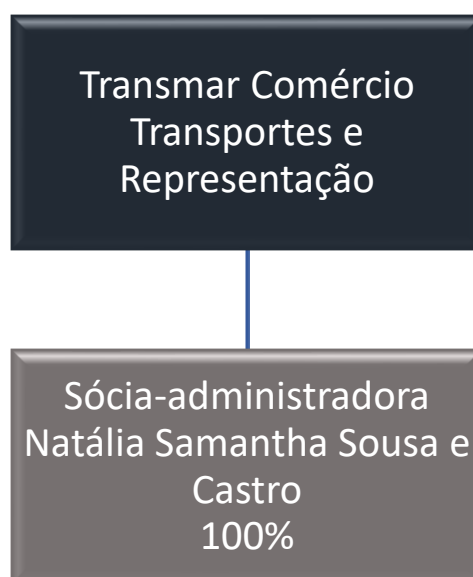 Transmar Comércio
Transportes e
Representação
Sócia-administradora
Natália Samantha Sousa e
Castro
100%